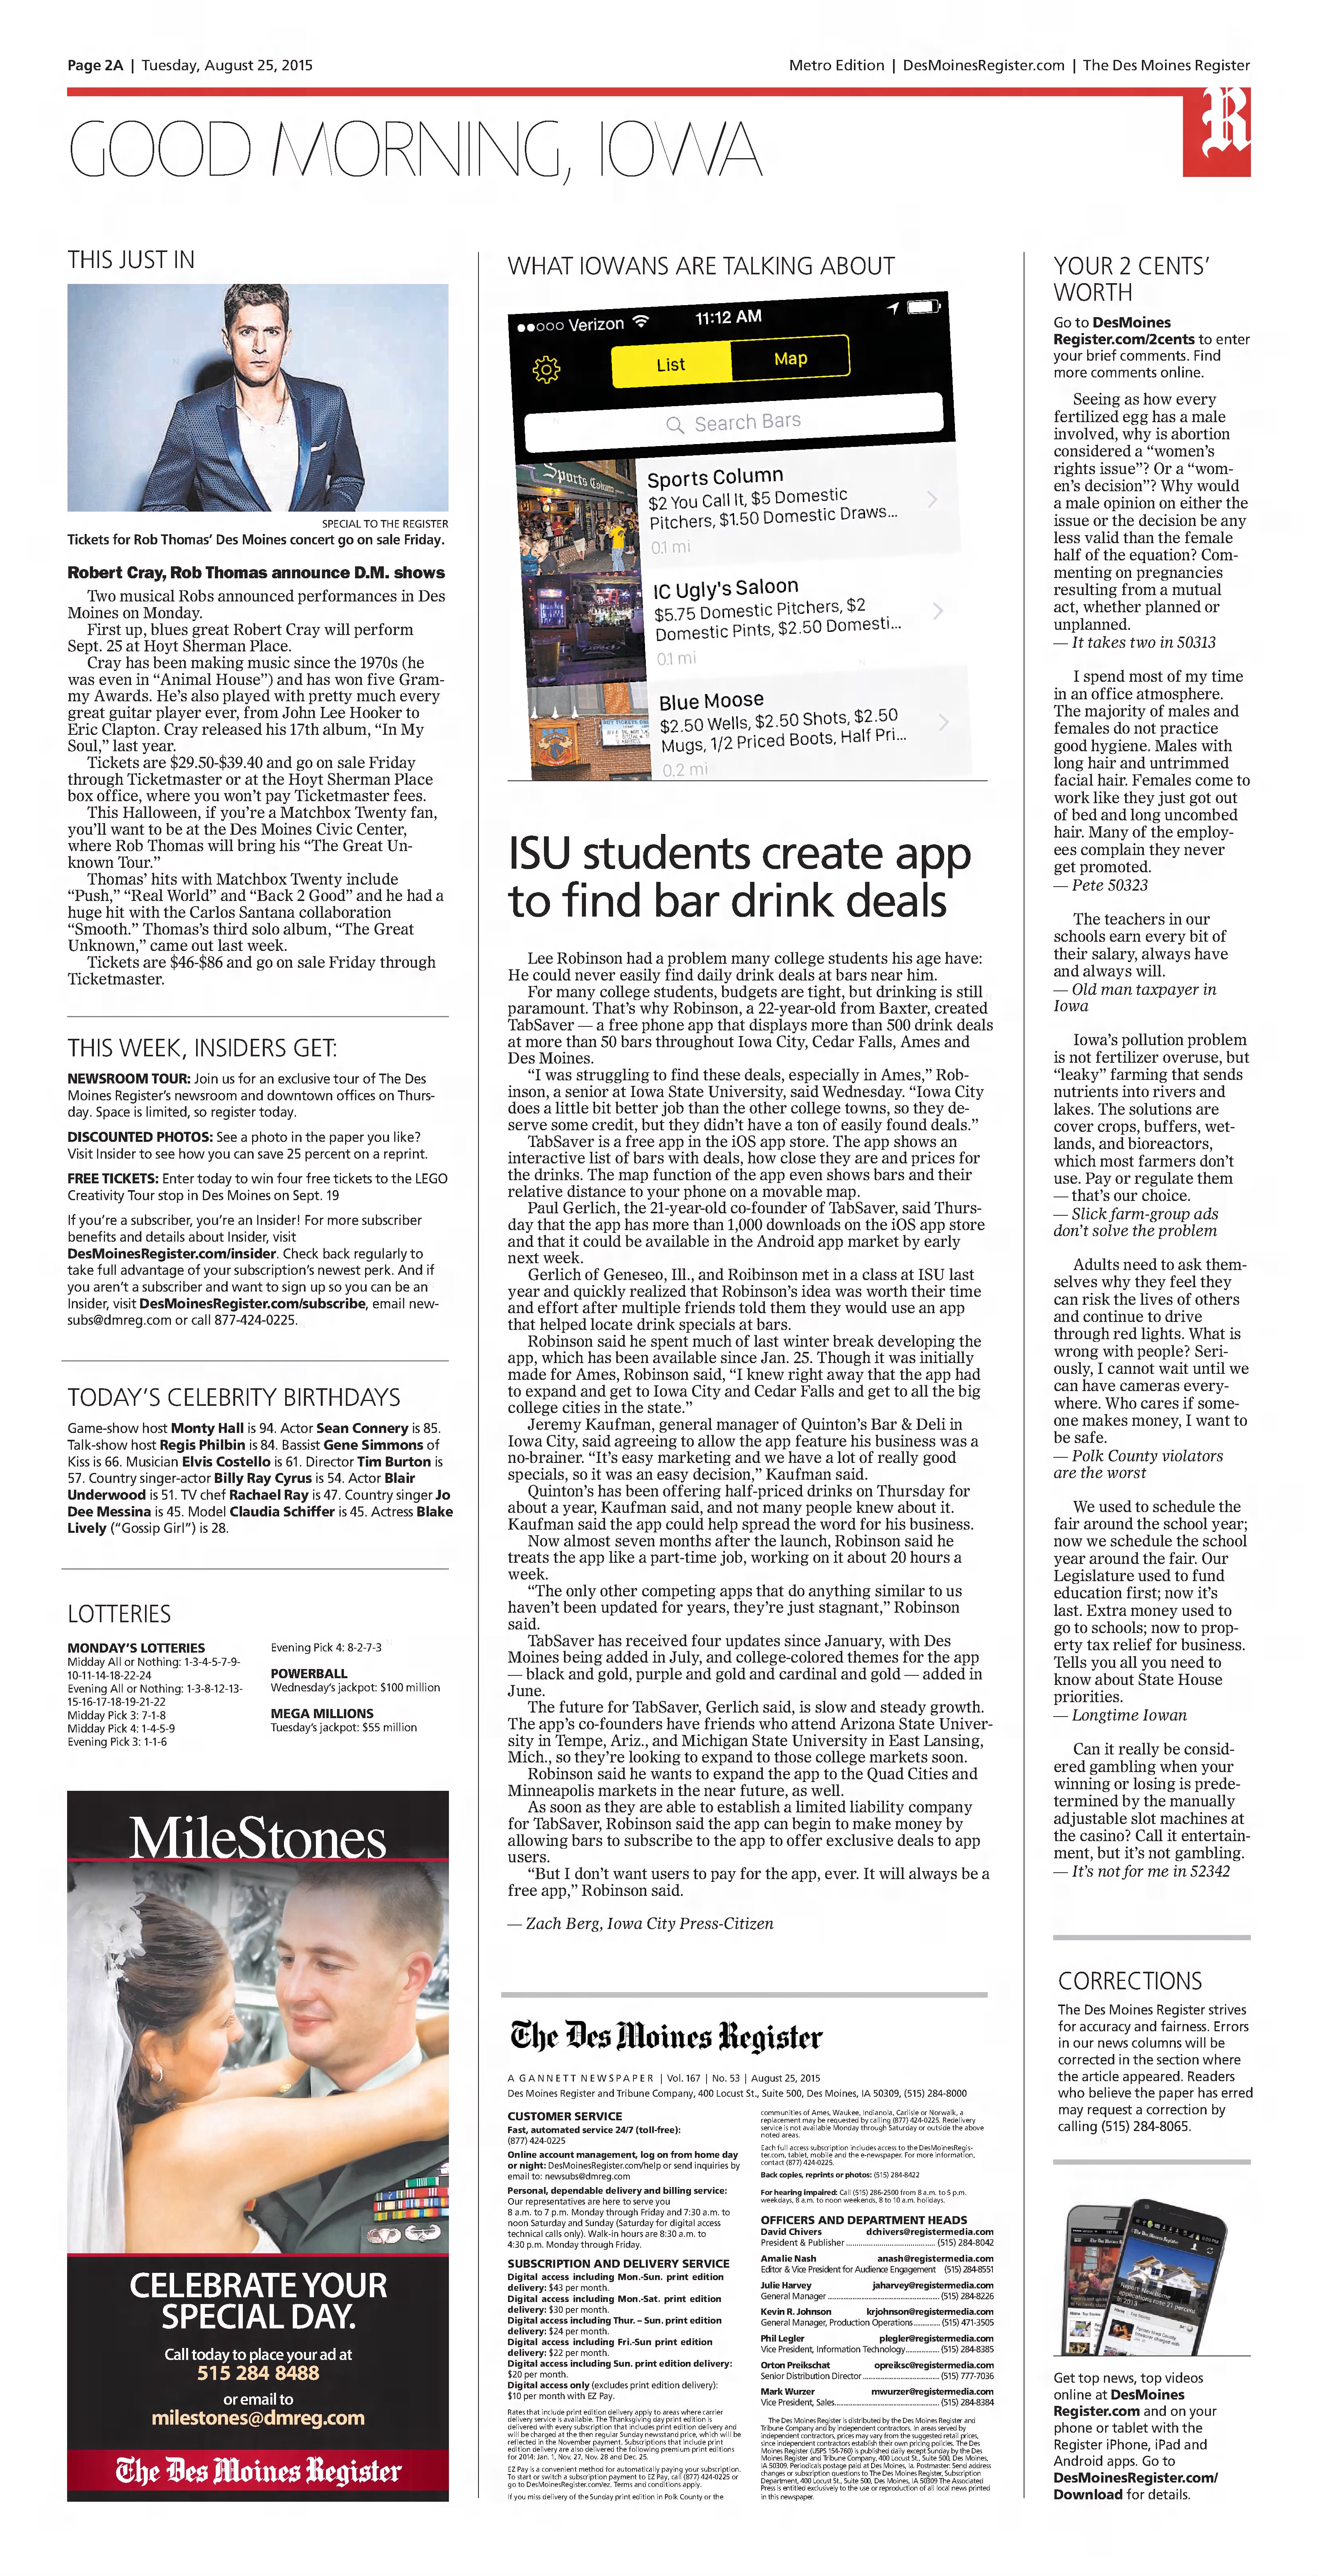 Page 2A | Tuesday, August 25, 2015
Metro Edition | DesMoinesRegister.com | The Des Moines Register
R
GOOD MORNING, IOWA
THIS JUST IN
SPECIAL TO THE REGISTER
Tickets for Rob Thomas’ Des Moines concert go on sale Friday.
Robert Cray, Rob Thomas announce D.M. shows
Two musical Robs announced performances in Des
Moines on Monday.
First up, blues great Robert Cray will perform
Sept. 25 at Hoyt Sherman Place.
Cray has been making music since the 1970s (he
was even in “Animal House”) and has won five Gram-
my Awards. He’s also played with pretty much every
great guitar player ever, from John Lee Hooker to
Eric Clapton. Cray released his 17th album, “In My
Soul,” last year.
Tickets are $29.50-$39.40 and go on sale Friday
through Ticketmaster or at the Hoyt Sherman Place
box office, where you won’t pay Ticketmaster fees.
This Halloween, if you’re a Matchbox Twenty fan,
you’ll want to be at the Des Moines Civic Center,
where Rob Thomas will bring his “The Great Un-
known Tour.”
Thomas’ hits with Matchbox Twenty include
“Push,” “Real World” and “Back 2 Good” and he had a
huge hit with the Carlos Santana collaboration
“Smooth.” Thomas’s third solo album, “The Great
Unknown,” came out last week.
Tickets are $46-$86 and go on sale Friday through
Ticketmaster.
THIS WEEK, INSIDERS GET:
NEWSROOM TOUR: Join us for an exclusive tour of The Des
Moines Register’s newsroom and downtown offices on Thurs-
day. Space is limited, so register today.
DISCOUNTED PHOTOS: See a photo in the paper you like?
Visit Insider to see how you can save 25 percent on a reprint.
FREE TICKETS: Enter today to win four free tickets to the LEGO
Creativity Tour stop in Des Moines on Sept. 19
If you’re a subscriber, you’re an Insider! For more subscriber
benefits and details about Insider, visit
DesMoinesRegister.com/insider. Check back regularly to
take full advantage of your subscription’s newest perk. And if
you aren’t a subscriber and want to sign up so you can be an
Insider, visit DesMoinesRegister.com/subscribe, email new-
subs@dmreg.com or call 877-424-0225.
TODAY’S CELEBRITY BIRTHDAYS
Game-show host Monty Hall is 94. Actor Sean Connery is 85.
Talk-show host Regis Philbin is 84. Bassist Gene Simmons of
Kiss is 66. Musician Elvis Costello is 61. Director Tim Burton is
57. Country singer-actor Billy Ray Cyrus is 54. Actor Blair
Underwood is 51. TV chef Rachael Ray is 47. Country singer Jo
Dee Messina is 45. Model Claudia Schiffer is 45. Actress Blake
Lively (“Gossip Girl”) is 28.
LOTTERIES
MONDAY’S LOTTERIES
Midday All or Nothing: 1-3-4-5-7-9-
10-11-14-18-22-24
Evening All or Nothing: 1-3-8-12-13-
15-16-17-18-19-21-22
Midday Pick 3: 7-1-8
Midday Pick 4: 1-4-5-9
Evening Pick 3: 1-1-6
Evening Pick 4: 8-2-7-3
POWERBALL
Wednesday’s jackpot: $100 million
MEGA MILLIONS
Tuesday’s jackpot: $55 million
MileStones
CELEBRATE YOUR
SPECIAL DAY.
Call today to place your ad at
515 284 8488
or email to
milestones@dmreg.com
The Des Moines Register
WHAT IOWANS ARE TALKING ABOUT
Verizon 11:12 AM
List Map
Search Bars
Sports Column
Sports Column
$2 You Call It, $5 Domestic
Pitchers, $1.50 Domestic Draws...
0.1 mi
IC Ugly's Saloon
$5.75 Domestic Pitchers, $2
Domestic Pints, $2.50 Domesti...
0.1 mi
Blue Moose
$2.50 Wells, $2.50 Shots, $2.50
Mugs, 1/2 Priced Boots, Half Pri...
0.2 mi
ISU students create app
to find bar drink deals
Lee Robinson had a problem many college students his age have:
He could never easily find daily drink deals at bars near him.
For many college students, budgets are tight, but drinking is still
paramount. That’s why Robinson, a 22-year-old from Baxter, created
TabSaver — a free phone app that displays more than 500 drink deals
at more than 50 bars throughout Iowa City, Cedar Falls, Ames and
Des Moines.
“I was struggling to find these deals, especially in Ames,” Rob-
inson, a senior at Iowa State University, said Wednesday. “Iowa City
does a little bit better job than the other college towns, so they de-
serve some credit, but they didn’t have a ton of easily found deals.”
TabSaver is a free app in the iOS app store. The app shows an
interactive list of bars with deals, how close they are and prices for
the drinks. The map function of the app even shows bars and their
relative distance to your phone on a movable map.
Paul Gerlich, the 21-year-old co-founder of TabSaver, said Thurs-
day that the app has more than 1,000 downloads on the iOS app store
and that it could be available in the Android app market by early
next week.
Gerlich of Geneseo, Ill., and Roibinson met in a class at ISU last
year and quickly realized that Robinson’s idea was worth their time
and effort after multiple friends told them they would use an app
that helped locate drink specials at bars.
Robinson said he spent much of last winter break developing the
app, which has been available since Jan. 25. Though it was initially
made for Ames, Robinson said, “I knew right away that the app had
to expand and get to Iowa City and Cedar Falls and get to all the big
college cities in the state.”
Jeremy Kaufman, general manager of Quinton’s Bar & Deli in
Iowa City, said agreeing to allow the app feature his business was a
no-brainer. “It’s easy marketing and we have a lot of really good
specials, so it was an easy decision,” Kaufman said.
Quinton’s has been offering half-priced drinks on Thursday for
about a year, Kaufman said, and not many people knew about it.
Kaufman said the app could help spread the word for his business.
Now almost seven months after the launch, Robinson said he
treats the app like a part-time job, working on it about 20 hours a
week.
“The only other competing apps that do anything similar to us
haven’t been updated for years, they’re just stagnant,” Robinson
said.
TabSaver has received four updates since January, with Des
Moines being added in July, and college-colored themes for the app
— black and gold, purple and gold and cardinal and gold — added in
June.
The future for TabSaver, Gerlich said, is slow and steady growth.
The app’s co-founders have friends who attend Arizona State Univer-
sity in Tempe, Ariz., and Michigan State University in East Lansing,
Mich., so they’re looking to expand to those college markets soon.
Robinson said he wants to expand the app to the Quad Cities and
Minneapolis markets in the near future, as well.
As soon as they are able to establish a limited liability company
for TabSaver, Robinson said the app can begin to make money by
allowing bars to subscribe to the app to offer exclusive deals to app
users.
“But I don’t want users to pay for the app, ever. It will always be a
free app,” Robinson said.
— Zach Berg, Iowa City Press-Citizen
The Des Moines Register
A GANNETT NEWSPAPER | Vol. 167 | No. 53 | August 25, 2015
Des Moines Register and Tribune Company, 400 Locust St., Suite 500, Des Moines, IA 50309, (515) 284-8000
CUSTOMER SERVICE
Fast, automated service 24/7 (toll-free):
(877) 424-0225
Online account management, log on from home day
or night: DesMoinesRegister.com/help or send inquiries by
email to: newsubs@dmreg.com
Personal, dependable delivery and billing service:
Our representatives are here to serve you
8 a.m. to 7 p.m. Monday through Friday and 7:30 a.m. to
noon Saturday and Sunday (Saturday for digital access
technical calls only). Walk-in hours are 8:30 a.m. to
4:30 p.m. Monday through Friday.
SUBSCRIPTION AND DELIVERY SERVICE
Digital access including Mon.-Sun. print edition
delivery: $43 per month.
Digital access including Mon.-Sat. print edition
delivery: $30 per month.
Digital access including Thur. – Sun. print edition
delivery: $24 per month.
Digital access including Fri.-Sun print edition
delivery: $22 per month.
Digital access including Sun. print edition delivery:
$20 per month.
Digital access only (excludes print edition delivery):
$10 per month with EZ Pay.
Rates that include print edition delivery apply to areas where carrier
delivery service is available. The Thanksgiving day print edition is
delivered with every subscription that includes print edition delivery and
will be charged at the then regular Sunday newsstand price, which will be
reflected in the November payment. Subscriptions that include print
edition delivery are also delivered the following premium print editions
for 2014: Jan. 1, Nov. 27, Nov. 28 and Dec. 25.
EZ Pay is a convenient method for automatically paying your subscription.
To start or switch a subscription payment to EZ Pay, call (877) 424-0225 or
go to DesMoinesRegister.com/ez. Terms and conditions apply.
If you miss delivery of the Sunday print edition in Polk County or the
communities of Ames, Waukee, Indianola, Carlisle or Norwalk, a
replacement may be requested by calling (877) 424-0225. Redelivery
service is not available Monday through Saturday or outside the above
noted areas.
Each full access subscription includes access to the DesMoinesRegis-
ter.com, tablet, mobile and the e-newspaper. For more information,
contact (877) 424-0225.
Back copies, reprints or photos: (515) 284-8422
For hearing impaired: Call (515) 286-2500 from 8 a.m. to 5 p.m.
weekdays, 8 a.m. to noon weekends, 8 to 10 a.m. holidays.
OFFICERS AND DEPARTMENT HEADS
David Chivers dchivers@registermedia.com
President & Publisher (515) 284-8042
Amalie Nash anash@registermedia.com
Editor & Vice President for Audience Engagement (515) 284-8551
Julie Harvey jaharvey@registermedia.com
General Manager (515) 284-8226
Kevin R. Johnson krjohnson@registermedia.com
General Manager, Production Operations (515) 471-3505
Phil Legler plegler@registermedia.com
Vice President, Information Technology (515) 284-8385
Orton Preikschat opreiksc@registermedia.com
Senior Distribution Director (515) 777-7036
Mark Wurzer mwurzer@registermedia.com
Vice President, Sales (515) 284-8384
The Des Moines Register is distributed by the Des Moines Register and
Tribune Company and by independent contractors. In areas served by
independent contractors, prices may vary from the suggested retail prices,
since independent contractors establish their own pricing policies. The Des
Moines Register (USPS 154-760) is published daily except Sunday by the Des
Moines Register and Tribune Company, 400 Locust St., Suite 500, Des Moines,
IA 50309. Periodicals postage paid at Des Moines, Ia. Postmaster: Send address
changes or subscription questions to The Des Moines Register, Subscription
Department, 400 Locust St., Suite 500, Des Moines, IA 50309 The Associated
Press is entitled exclusively to the use or reproduction of all local news printed
in this newspaper.
YOUR 2 CENTS’
WORTH
Go to DesMoines
Register.com/2cents to enter
your brief comments. Find
more comments online.
Seeing as how every
fertilized egg has a male
involved, why is abortion
considered a “women’s
rights issue”? Or a “wom-
en’s decision”? Why would
a male opinion on either the
issue or the decision be any
less valid than the female
half of the equation? Com-
menting on pregnancies
resulting from a mutual
act, whether planned or
unplanned.
— It takes two in 50313
I spend most of my time
in an office atmosphere.
The majority of males and
females do not practice
good hygiene. Males with
long hair and untrimmed
facial hair. Females come to
work like they just got out
of bed and long uncombed
hair. Many of the employ-
ees complain they never
get promoted.
— Pete 50323
The teachers in our
schools earn every bit of
their salary, always have
and always will.
— Old man taxpayer in
Iowa
Iowa’s pollution problem
is not fertilizer overuse, but
“leaky” farming that sends
nutrients into rivers and
lakes. The solutions are
cover crops, buffers, wet-
lands, and bioreactors,
which most farmers don’t
use. Pay or regulate them
— that’s our choice.
— Slick farm-group ads
don’t solve the problem
Adults need to ask them-
selves why they feel they
can risk the lives of others
and continue to drive
through red lights. What is
wrong with people? Seri-
ously, I cannot wait until we
can have cameras every-
where. Who cares if some-
one makes money, I want to
be safe.
— Polk County violators
are the worst
We used to schedule the
fair around the school year;
now we schedule the school
year around the fair. Our
Legislature used to fund
education first; now it’s
last. Extra money used to
go to schools; now to prop-
erty tax relief for business.
Tells you all you need to
know about State House
priorities.
— Longtime Iowan
Can it really be consid-
ered gambling when your
winning or losing is prede-
termined by the manually
adjustable slot machines at
the casino? Call it entertain-
ment, but it’s not gambling.
— It’s not for me in 52342
CORRECTIONS
The Des Moines Register strives
for accuracy and fairness. Errors
in our news columns will be
corrected in the section where
the article appeared. Readers
who believe the paper has erred
may request a correction by
calling (515) 284-8065.
Get top news, top videos
online at DesMoines
Register.com and on your
phone or tablet with the
Register iPhone, iPad and
Android apps. Go to
DesMoinesRegister.com/
Download for details.